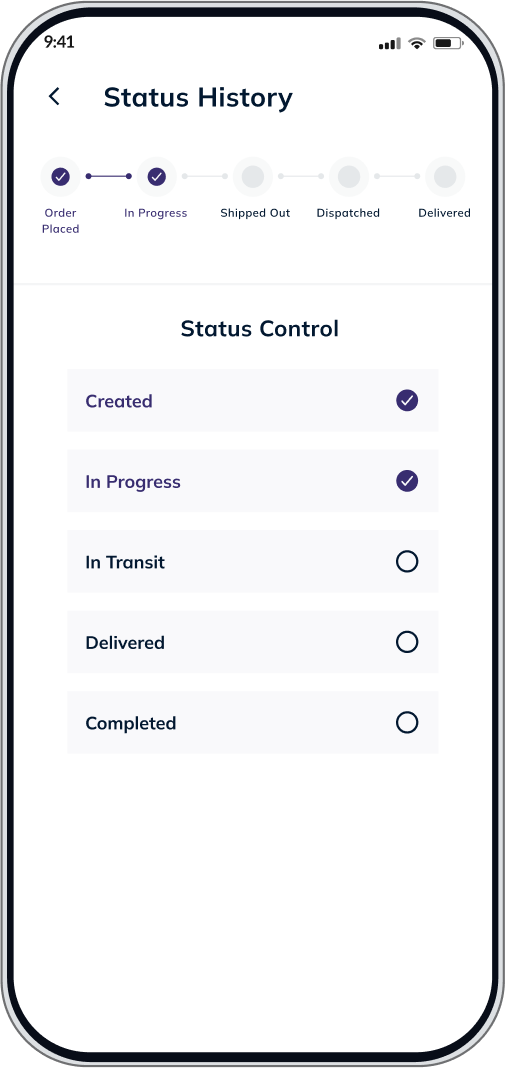 9:41
Status History
Order
Placed
In Progress
Shipped Out
Dispatched
Delivered
Status Control
Created
In Progress
In Transit
Delivered
Completed